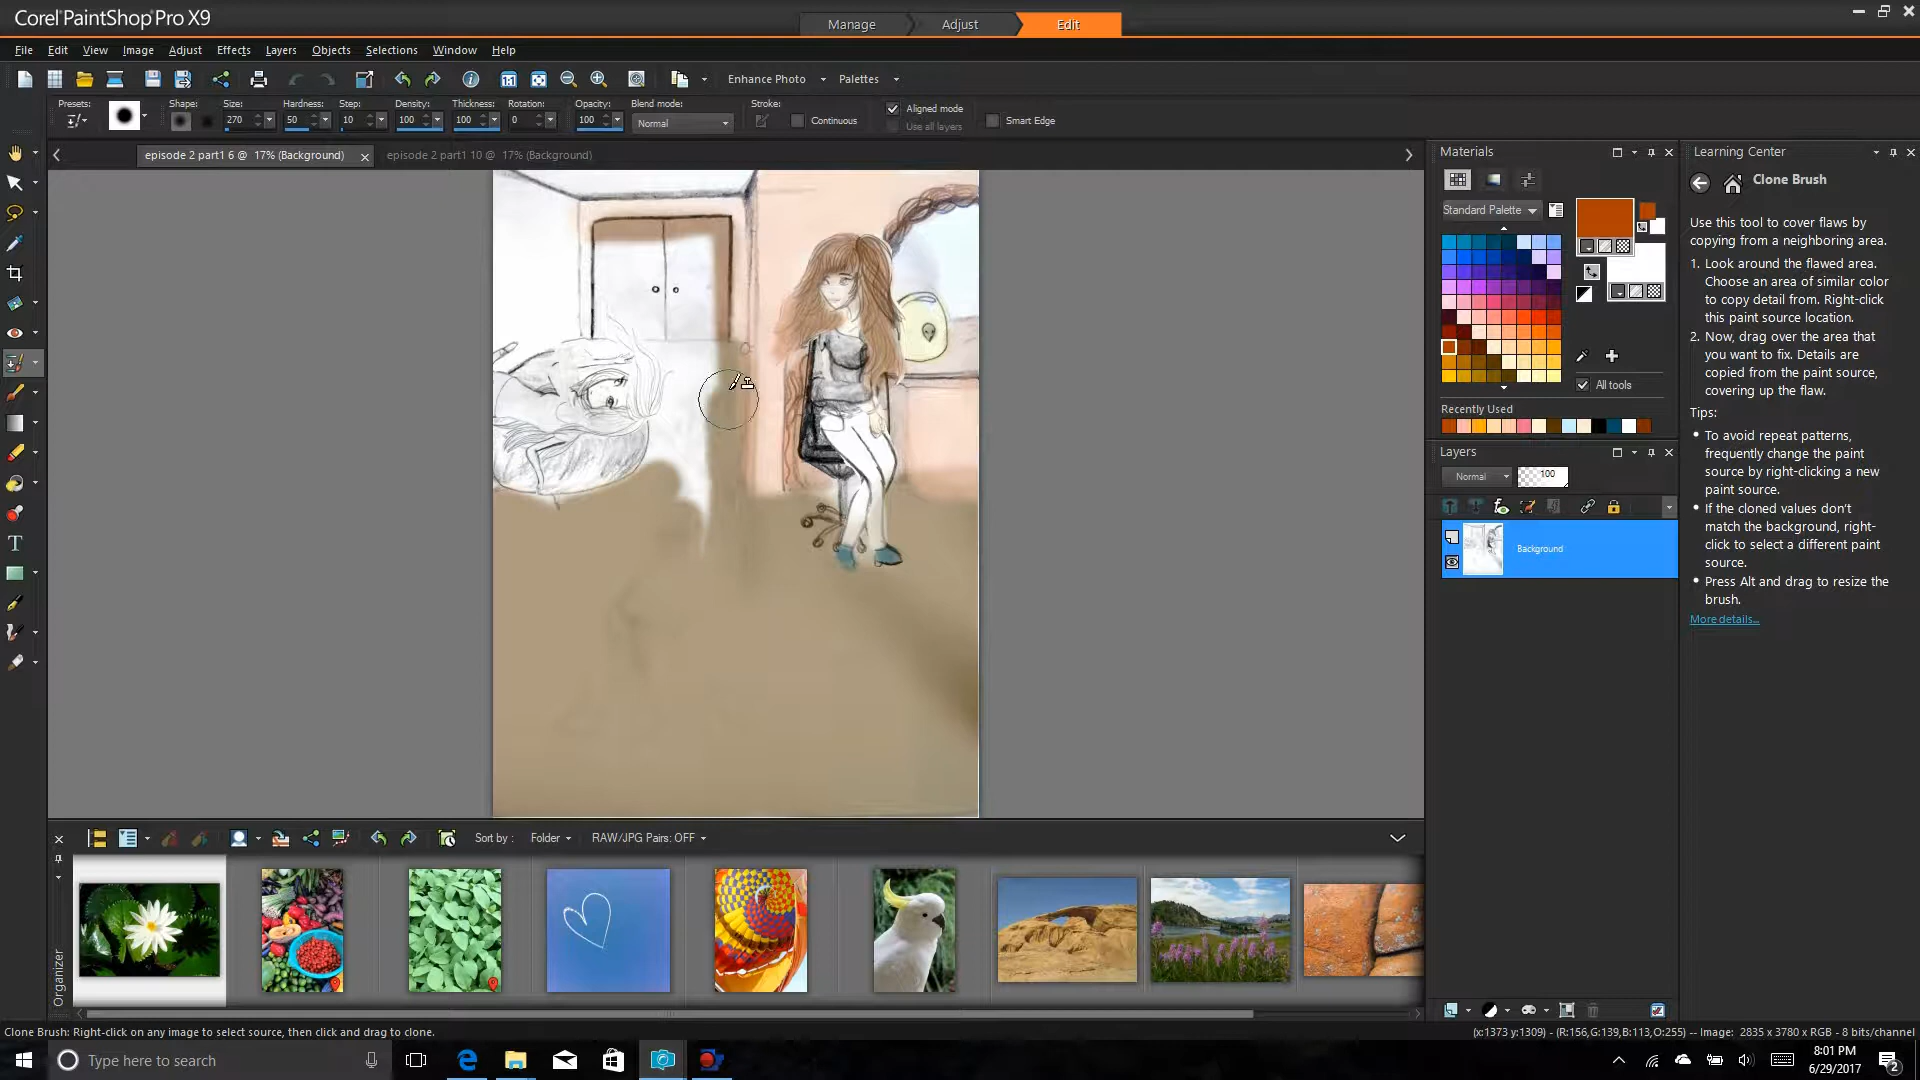 Corel PaintShop Pro X9
Manage
Adjust
Edit
File Edit View Image Adjust Effects Layers Objects Selections Window Help
Enhance Photo
Palettes
Presets:
Shape:
Size:
Hardness:
Step:
Density:
Thickness:
Rotation:
Opacity:
Blend mode:
Stroke:
270
50
10
100
100
0
100
Normal
Continuous
Aligned mode
Use all layers
Smart Edge
episode 2 part1 6 @ 17% (Background)
episode 2 part1 10 @ 17% (Background)
Materials
Standard Palette
All tools
Recently Used
Layers
Normal
100
Background
Learning Center
Clone Brush
Use this tool to cover flaws by
copying from a neighboring area.
1. Look around the flawed area.
Choose an area of similar color
to copy detail from. Right-click
this paint source location.
2. Now, drag over the area that
you want to fix. Details are
copied from the paint source,
covering up the flaw.
Tips:
• To avoid repeat patterns,
frequently change the paint
source by right-clicking a new
paint source.
• If the cloned values don't
match the background, right-
click to select a different paint
source.
• Press Alt and drag to resize the
brush.
More details...
Sort by :
Folder
RAW/JPG Pairs: OFF
Organizer
Clone Brush: Right-click on any image to select source, then click and drag to clone.
(x:1373 y:1309) - (R:156,G:139,B:113,O:255) -- Image: 2835 x 3780 x RGB - 8 bits/channel
Type here to search
8:01 PM
6/29/2017
2